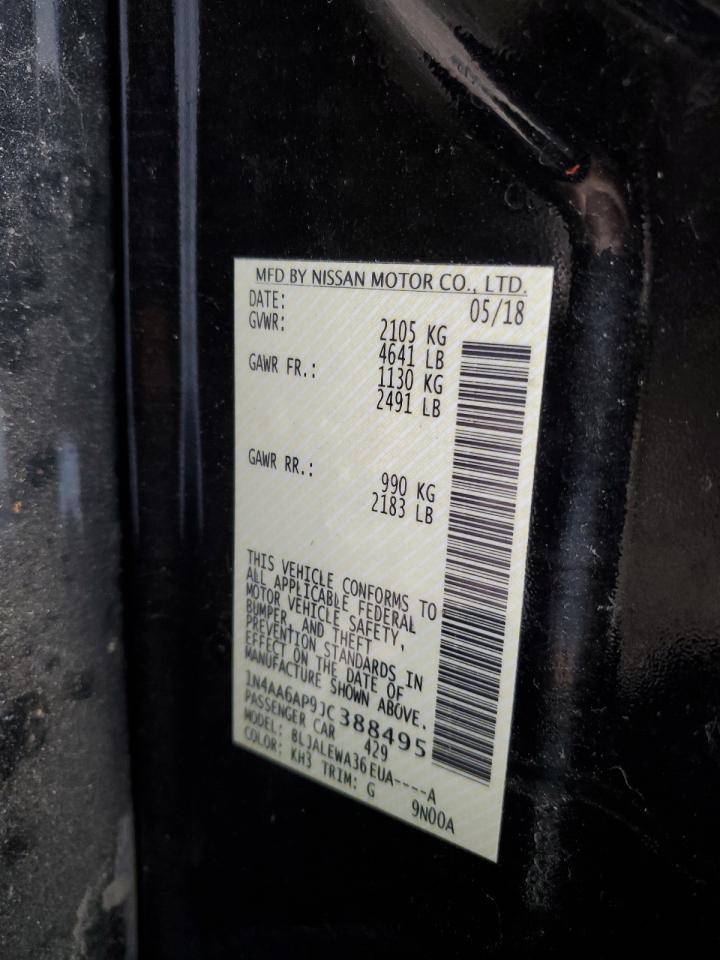 MFD BY NISSAN MOTOR CO., LTD.
DATE: 05/18
GVWR: 2105 KG
4641 LB
GAWR FR.: 1130 KG
2491 LB
GAWR RR.: 990 KG
2183 LB
THIS VEHICLE CONFORMS TO
ALL APPLICABLE FEDERAL
MOTOR VEHICLE SAFETY,
BUMPER, AND THEFT
PREVENTION STANDARDS IN
EFFECT ON THE DATE OF
MANUFACTURE SHOWN ABOVE.
1N4AA6AP9JC388495
PASSENGER CAR 429
MODEL: BLJALEWA36EUA----A
COLOR: KH3 TRIM: G 9N00A